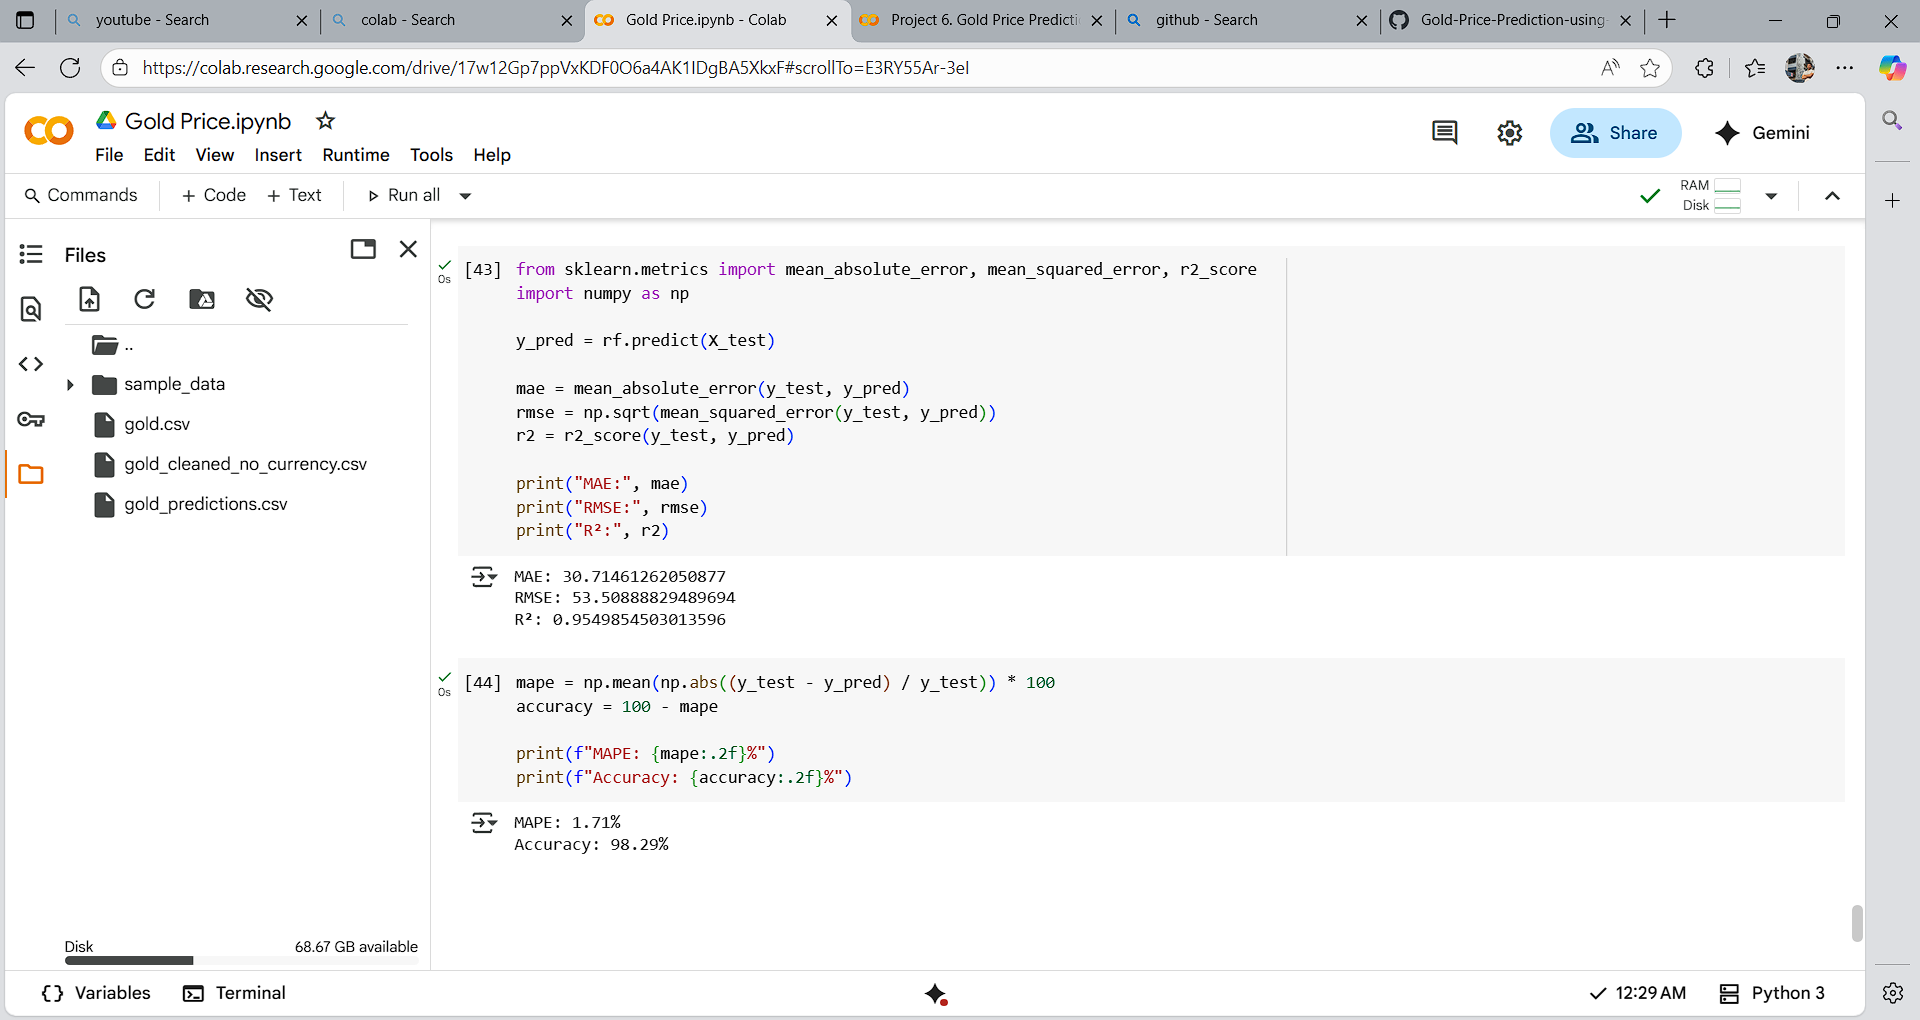 youtube - Search
colab - Search
Gold Price.ipynb - Colab
Project 6. Gold Price Predictio
github - Search
Gold-Price-Prediction-using
https://colab.research.google.com/drive/17w12Gp7ppVxKDF0O6a4AK1IDgBA5XkxF#scrollTo=E3RY55Ar-3eI
Gold Price.ipynb
File Edit View Insert Runtime Tools Help
Share
Gemini
Commands + Code + Text Run all
RAM
Disk
Files
..
sample_data
gold.csv
gold_cleaned_no_currency.csv
gold_predictions.csv
Disk 68.67 GB available
0s
[43] from sklearn.metrics import mean_absolute_error, mean_squared_error, r2_score
import numpy as np
y_pred = rf.predict(X_test)
mae = mean_absolute_error(y_test, y_pred)
rmse = np.sqrt(mean_squared_error(y_test, y_pred))
r2 = r2_score(y_test, y_pred)
print("MAE:", mae)
print("RMSE:", rmse)
print("R²:", r2)
MAE: 30.71461262050877
RMSE: 53.50888829489694
R²: 0.9549854503013596
0s
[44] mape = np.mean(np.abs((y_test - y_pred) / y_test)) * 100
accuracy = 100 - mape
print(f"MAPE: {mape:.2f}%")
print(f"Accuracy: {accuracy:.2f}%")
MAPE: 1.71%
Accuracy: 98.29%
Variables
Terminal
12:29 AM
Python 3